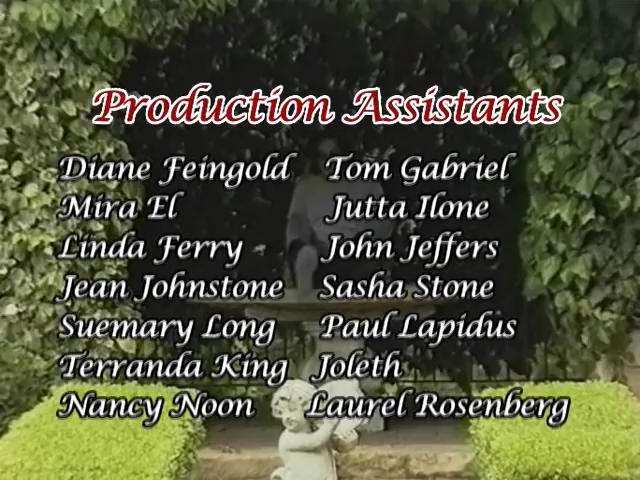 Production Assistants
Diane Feingold Tom Gabriel
Mira El Jutta Ilone
Linda Ferry John Jeffers
Jean Johnstone Sasha Stone
Suemary Long Paul Lapidus
Terranda King Joleth
Nancy Noon Laurel Rosenberg